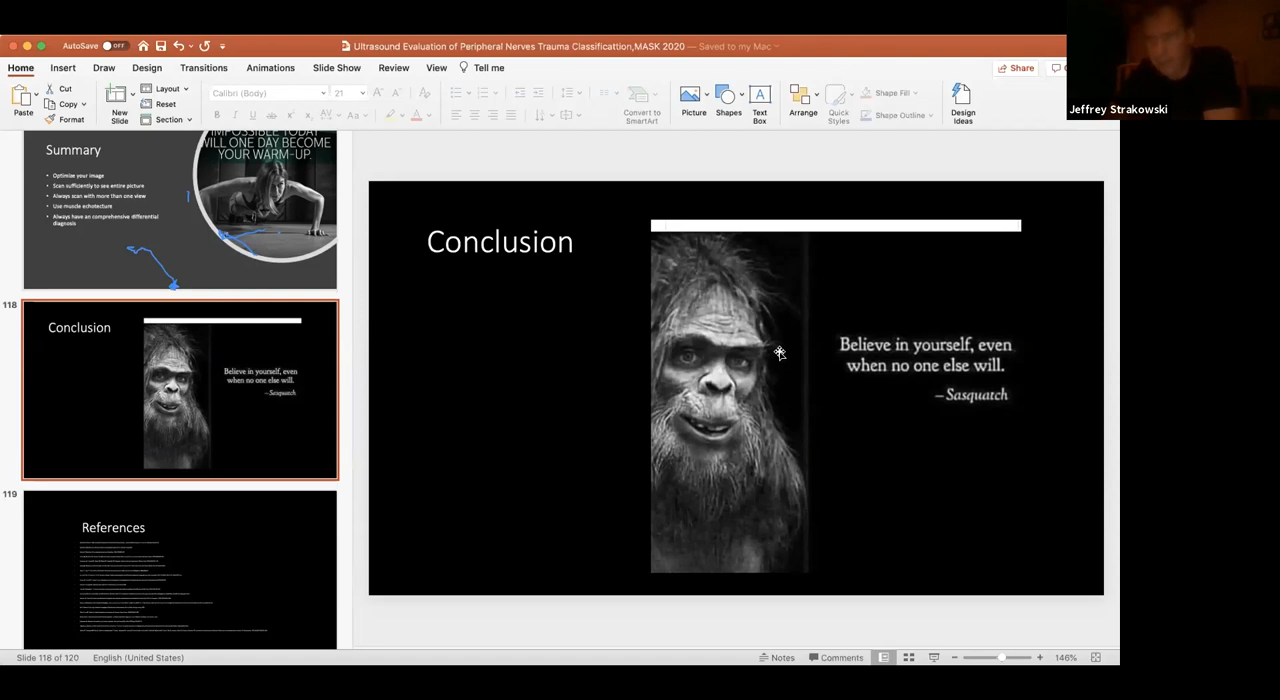 AutoSave OFF
Ultrasound Evaluation of Peripheral Nerves Trauma Classifictattion,MASK 2020 — Saved to my Mac
Home Insert Draw Design Transitions Animations Slide Show Review View Tell me
Share
Jeffrey Strakowski
Paste
Cut
Copy
Format
New Slide
Layout
Reset
Section
Calibri (Body) 21
Convert to SmartArt
Picture
Shapes
Text Box
Arrange
Quick Styles
Shape Fill
Shape Outline
Design Ideas
IMPOSSIBLE TODAY
WILL ONE DAY BECOME
YOUR WARM-UP.
Summary
• Optimize your image
• Scan sufficiently to see entire picture
• Always scan with more than one view
• Use muscle echotecture
• Always have an comprehensive differential
diagnosis
118
Conclusion
Believe in yourself, even
when no one else will.
– Sasquatch
119
References
Conclusion
Believe in yourself, even
when no one else will.
– Sasquatch
Slide 118 of 120 English (United States)
Notes Comments 146%